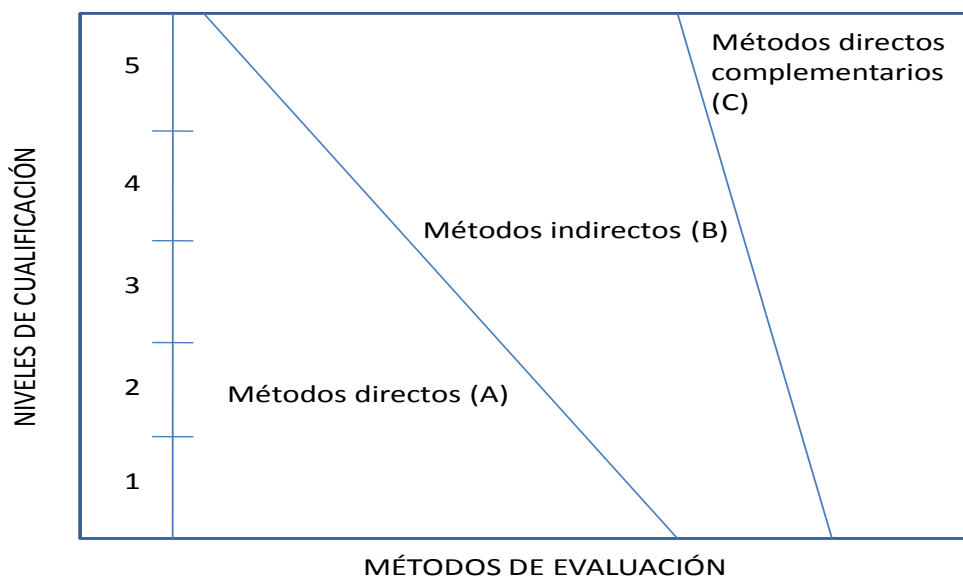 Métodos directos
complementarios
(C)
5
4
Métodos indirectos (B)
3
2
Métodos directos (A)
1
NIVELES DE CUALIFICACIÓN
MÉTODOS DE EVALUACIÓN